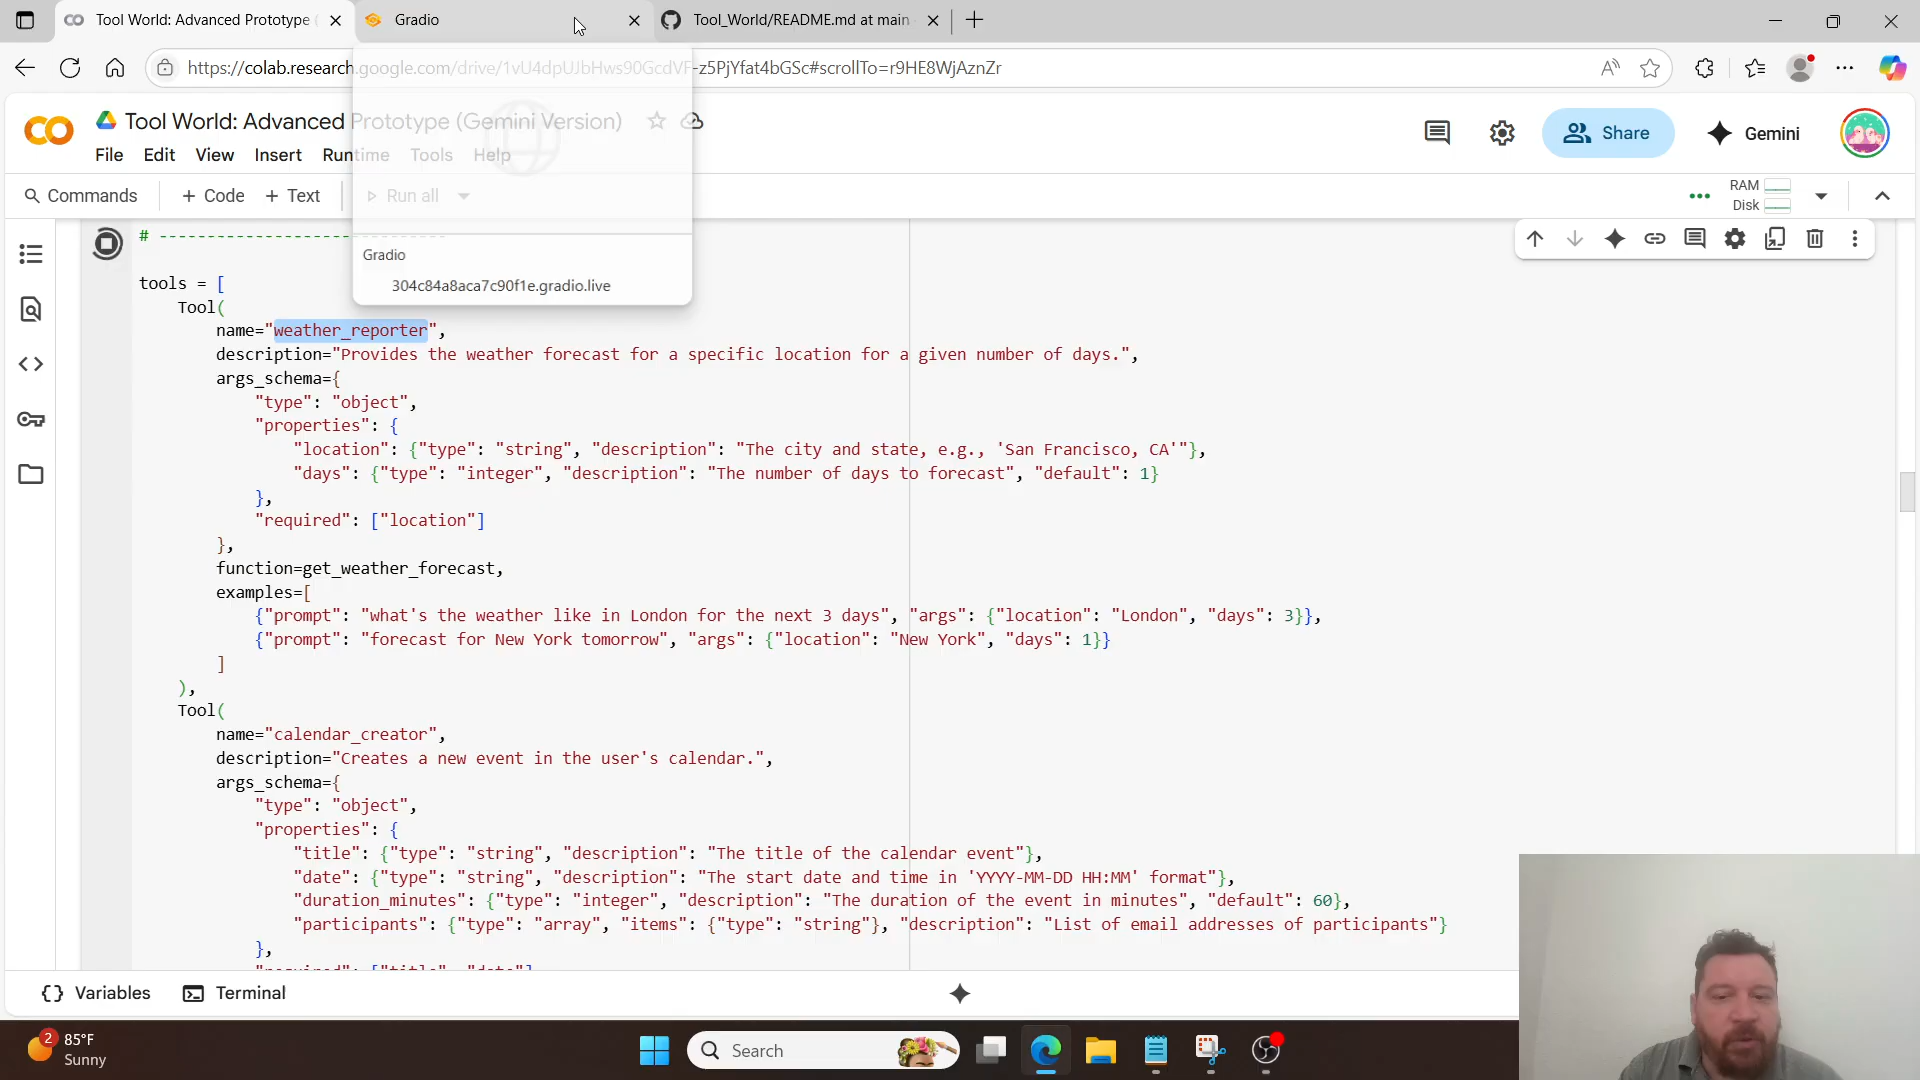 Tool World: Advanced Prototype
Gradio
Tool_World/README.md at main
https://colab.research.google.com/drive/1vU4dpUJbHws90GcdVF-z5PjYfat4bGSc#scrollTo=r9HE8WjAznZr
Tool World: Advanced Prototype (Gemini Version)
Share
Gemini
File Edit View Insert Runtime Tools Help
Commands + Code + Text Run all
RAM
Disk
Gradio
304c84a8aca7c90f1e.gradio.live
# ------------------------------
tools = [
Tool(
name="weather_reporter",
description="Provides the weather forecast for a specific location for a given number of days.",
args_schema={
"type": "object",
"properties": {
"location": {"type": "string", "description": "The city and state, e.g., 'San Francisco, CA'"},
"days": {"type": "integer", "description": "The number of days to forecast", "default": 1}
},
"required": ["location"]
},
function=get_weather_forecast,
examples=[
{"prompt": "what's the weather like in London for the next 3 days", "args": {"location": "London", "days": 3}},
{"prompt": "forecast for New York tomorrow", "args": {"location": "New York", "days": 1}}
]
),
Tool(
name="calendar_creator",
description="Creates a new event in the user's calendar.",
args_schema={
"type": "object",
"properties": {
"title": {"type": "string", "description": "The title of the calendar event"},
"date": {"type": "string", "description": "The start date and time in 'YYYY-MM-DD HH:MM' format"},
"duration_minutes": {"type": "integer", "description": "The duration of the event in minutes", "default": 60},
"participants": {"type": "array", "items": {"type": "string"}, "description": "List of email addresses of participants"}
},
"required": ["title", "date"]
Variables Terminal
2
85°F
Sunny
Search